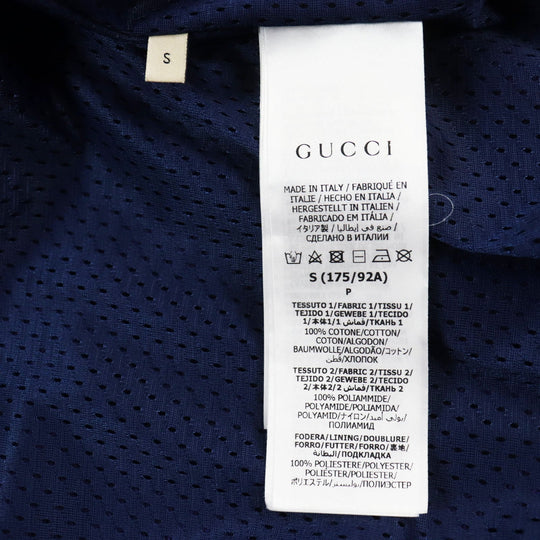 S
GUCCI
MADE IN ITALY / FABRIQUÉ EN
ITALIE / HECHO EN ITALIA /
HERGESTELLT IN ITALIEN /
FABRICADO EM ITÁLIA /
イタリア製 / صنع في إيطاليا /
СДЕЛАНО В ИТАЛИИ
S (175/92A)
P
TESSUTO 1/FABRIC 1/TISSU 1/
TEJIDO 1/GEWEBE 1/TECIDO
1/本体1/1 قماش/ТКАНЬ 1
100% COTONE/COTTON/
COTON/ALGODON/
BAUMWOLLE/ALGODÃO/コットン/
قطن/ХЛОПОК
TESSUTO 2/FABRIC 2/TISSU 2/
TEJIDO 2/GEWEBE 2/TECIDO
2/本体2/2 قماش/ТКАНЬ 2
100% POLIAMMIDE/
POLYAMIDE/POLIAMIDA/
POLYAMID/ナイロン/بولي أميد/
ПОЛИАМИД
FODERA/LINING/DOUBLURE/
FORRO/FUTTER/FORRO/裏地/
البطانة/ПОДКЛАДКА
100% POLIESTERE/POLYESTER/
POLIESTER/POLYESTER/
ポリエステル/بوليستر/ПОЛИЭСТЕР